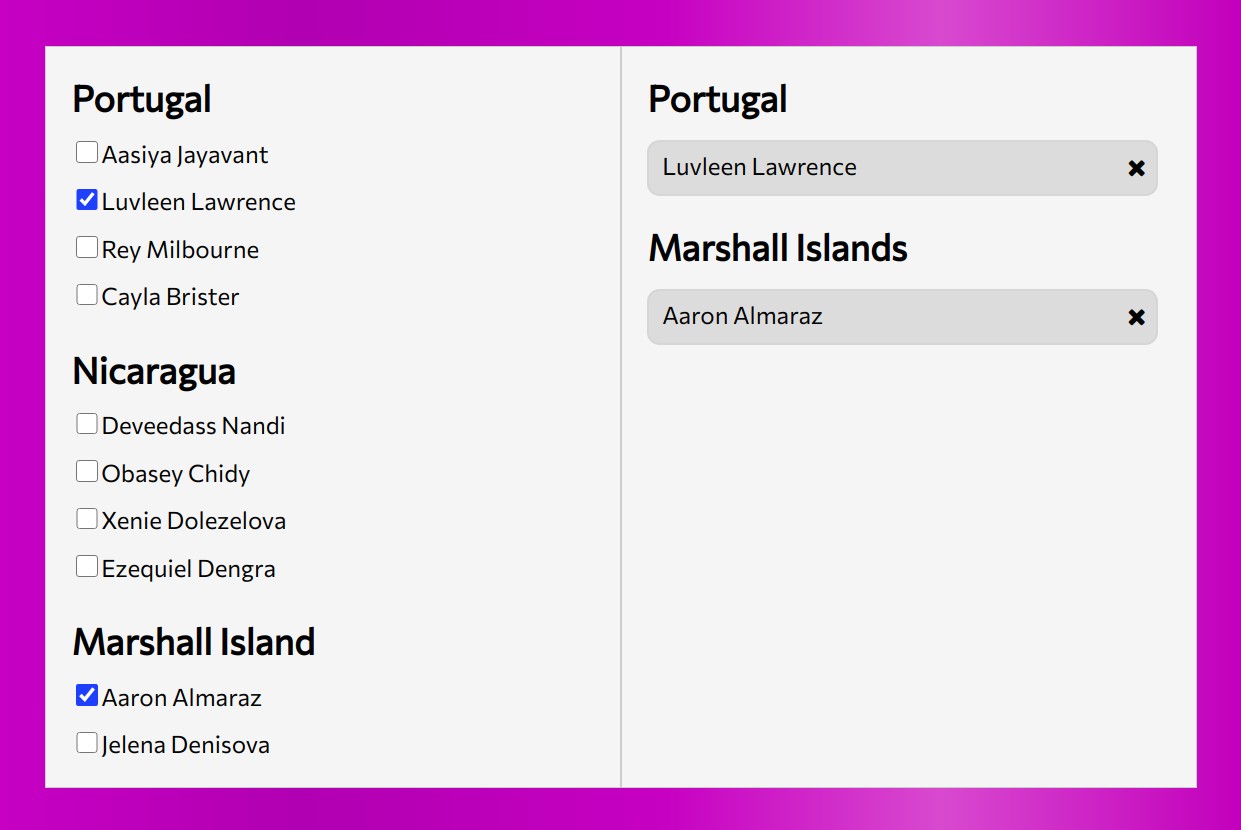 Portugal
Aasiya Jayavant
Luvleen Lawrence
Rey Milbourne
Cayla Brister
Nicaragua
Deveedass Nandi
Obasey Chidy
Xenie Dolezelova
Ezequiel Dengra
Marshall Island
Aaron Almaraz
Jelena Denisova
Portugal
Luvleen Lawrence
Marshall Islands
Aaron Almaraz